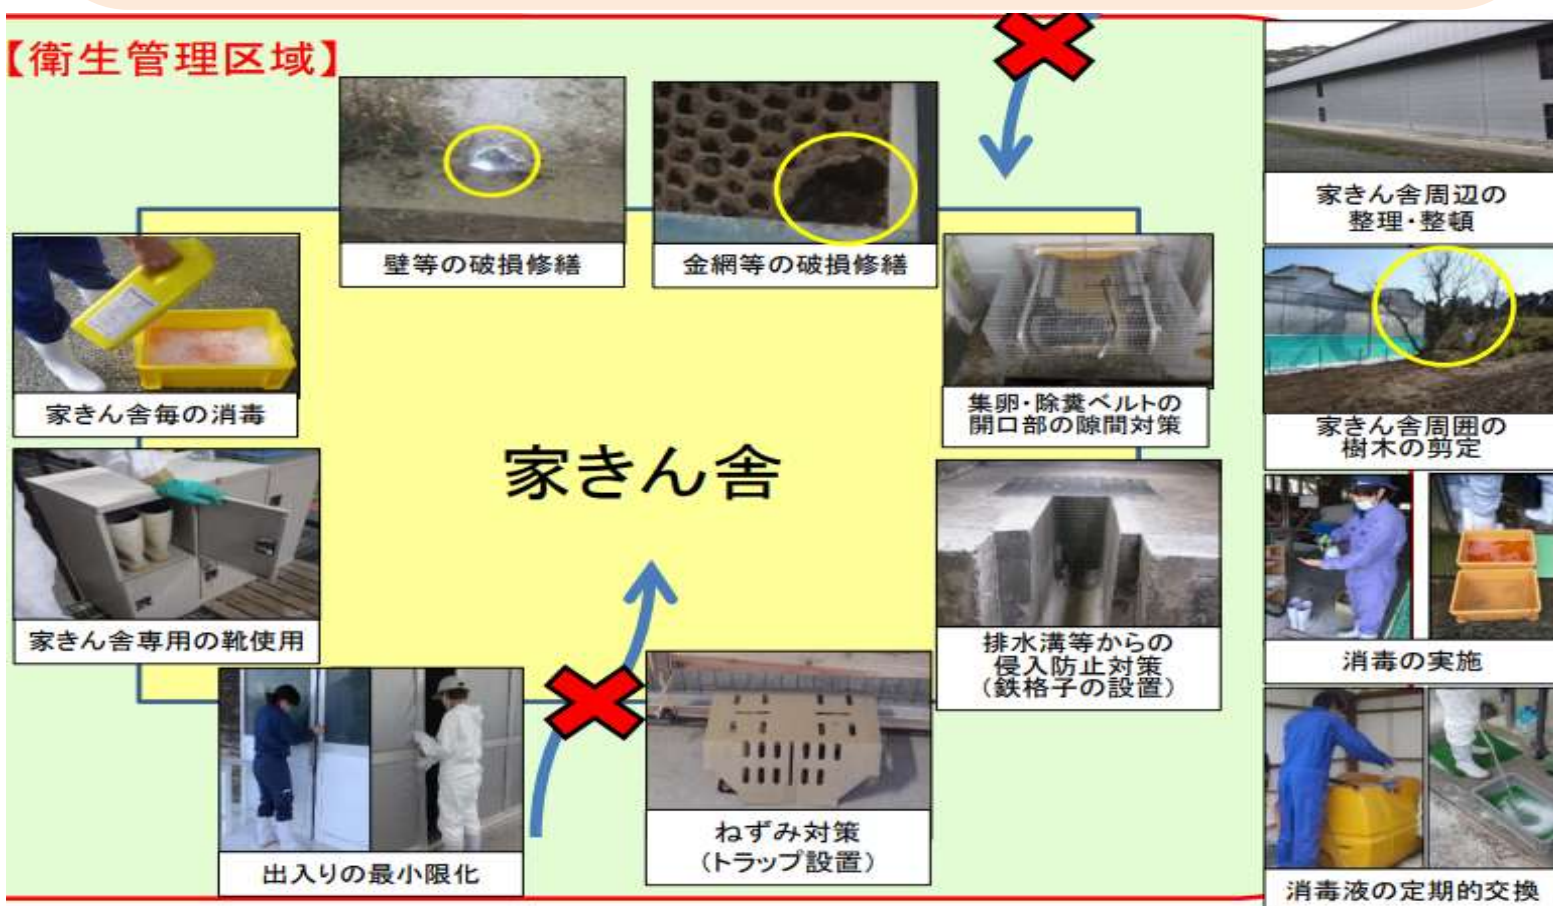 【衛生管理区域】
壁等の破損修繕
金網等の破損修繕
家きん舎周辺の
整理・整頓
家きん舎毎の消毒
集卵・除糞ベルトの
開口部の隙間対策
家きん舎周囲の
樹木の剪定
家きん舎
家きん舎専用の靴使用
排水溝等からの
侵入防止対策
（鉄格子の設置）
消毒の実施
出入りの最小限化
ねずみ対策
（トラップ設置）
消毒液の定期的交換